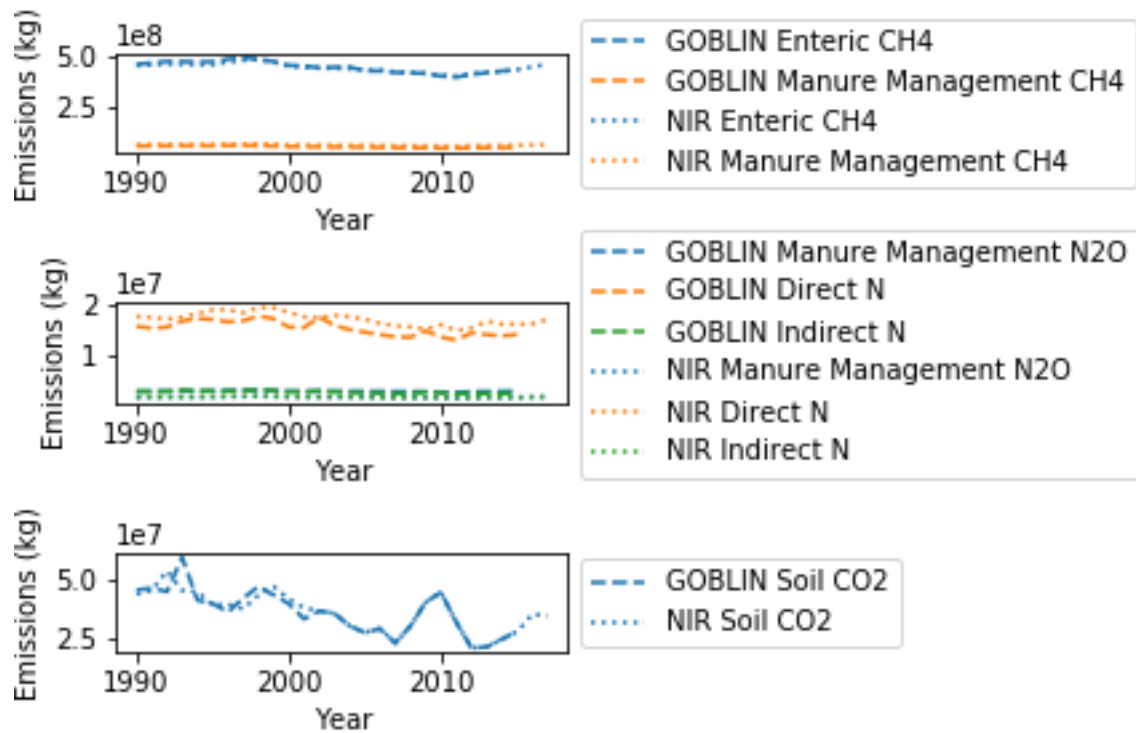 1e8
Emissions (kg)
5.0
2.5
1990 2000 2010
Year
GOBLIN Enteric CH4
GOBLIN Manure Management CH4
NIR Enteric CH4
NIR Manure Management CH4
1e7
Emissions (kg)
2
1
1990 2000 2010
Year
GOBLIN Manure Management N2O
GOBLIN Direct N
GOBLIN Indirect N
NIR Manure Management N2O
NIR Direct N
NIR Indirect N
1e7
Emissions (kg)
5.0
2.5
1990 2000 2010
Year
GOBLIN Soil CO2
NIR Soil CO2